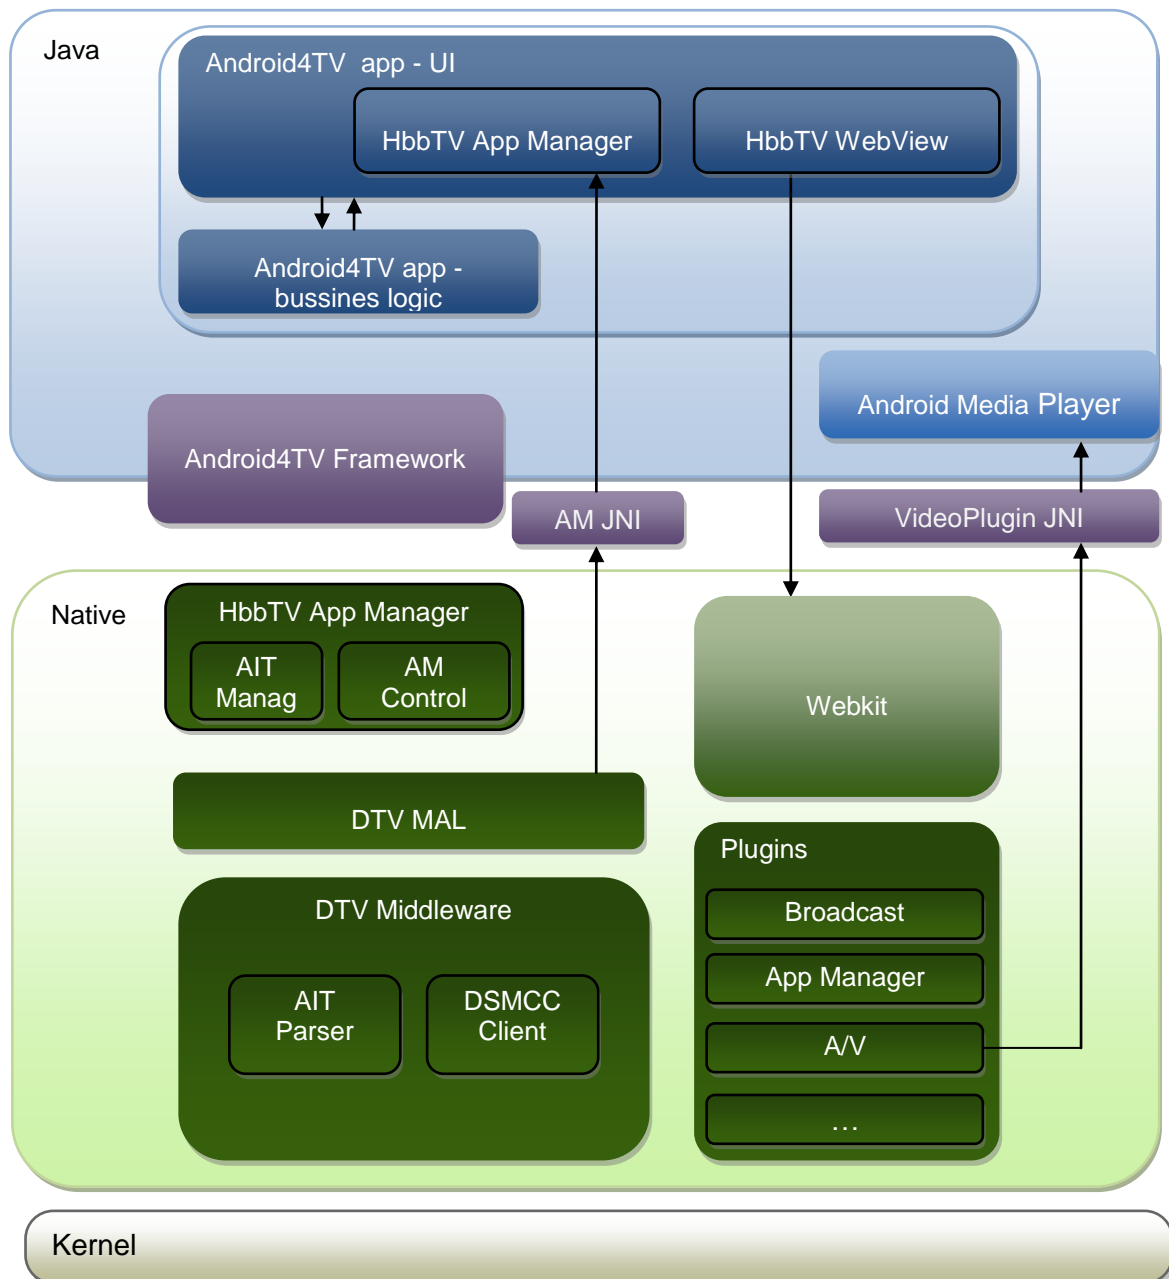 Java
Android4TV app - UI
HbbTV App Manager
HbbTV WebView
Android4TV app -
bussines logic
Android Media Player
Android4TV Framework
AM JNI
VideoPlugin JNI
Native
HbbTV App Manager
AIT
Manag
AM
Control
Webkit
DTV MAL
Plugins
DTV Middleware
Broadcast
App Manager
AIT
Parser
DSMCC
Client
A/V
…
Kernel